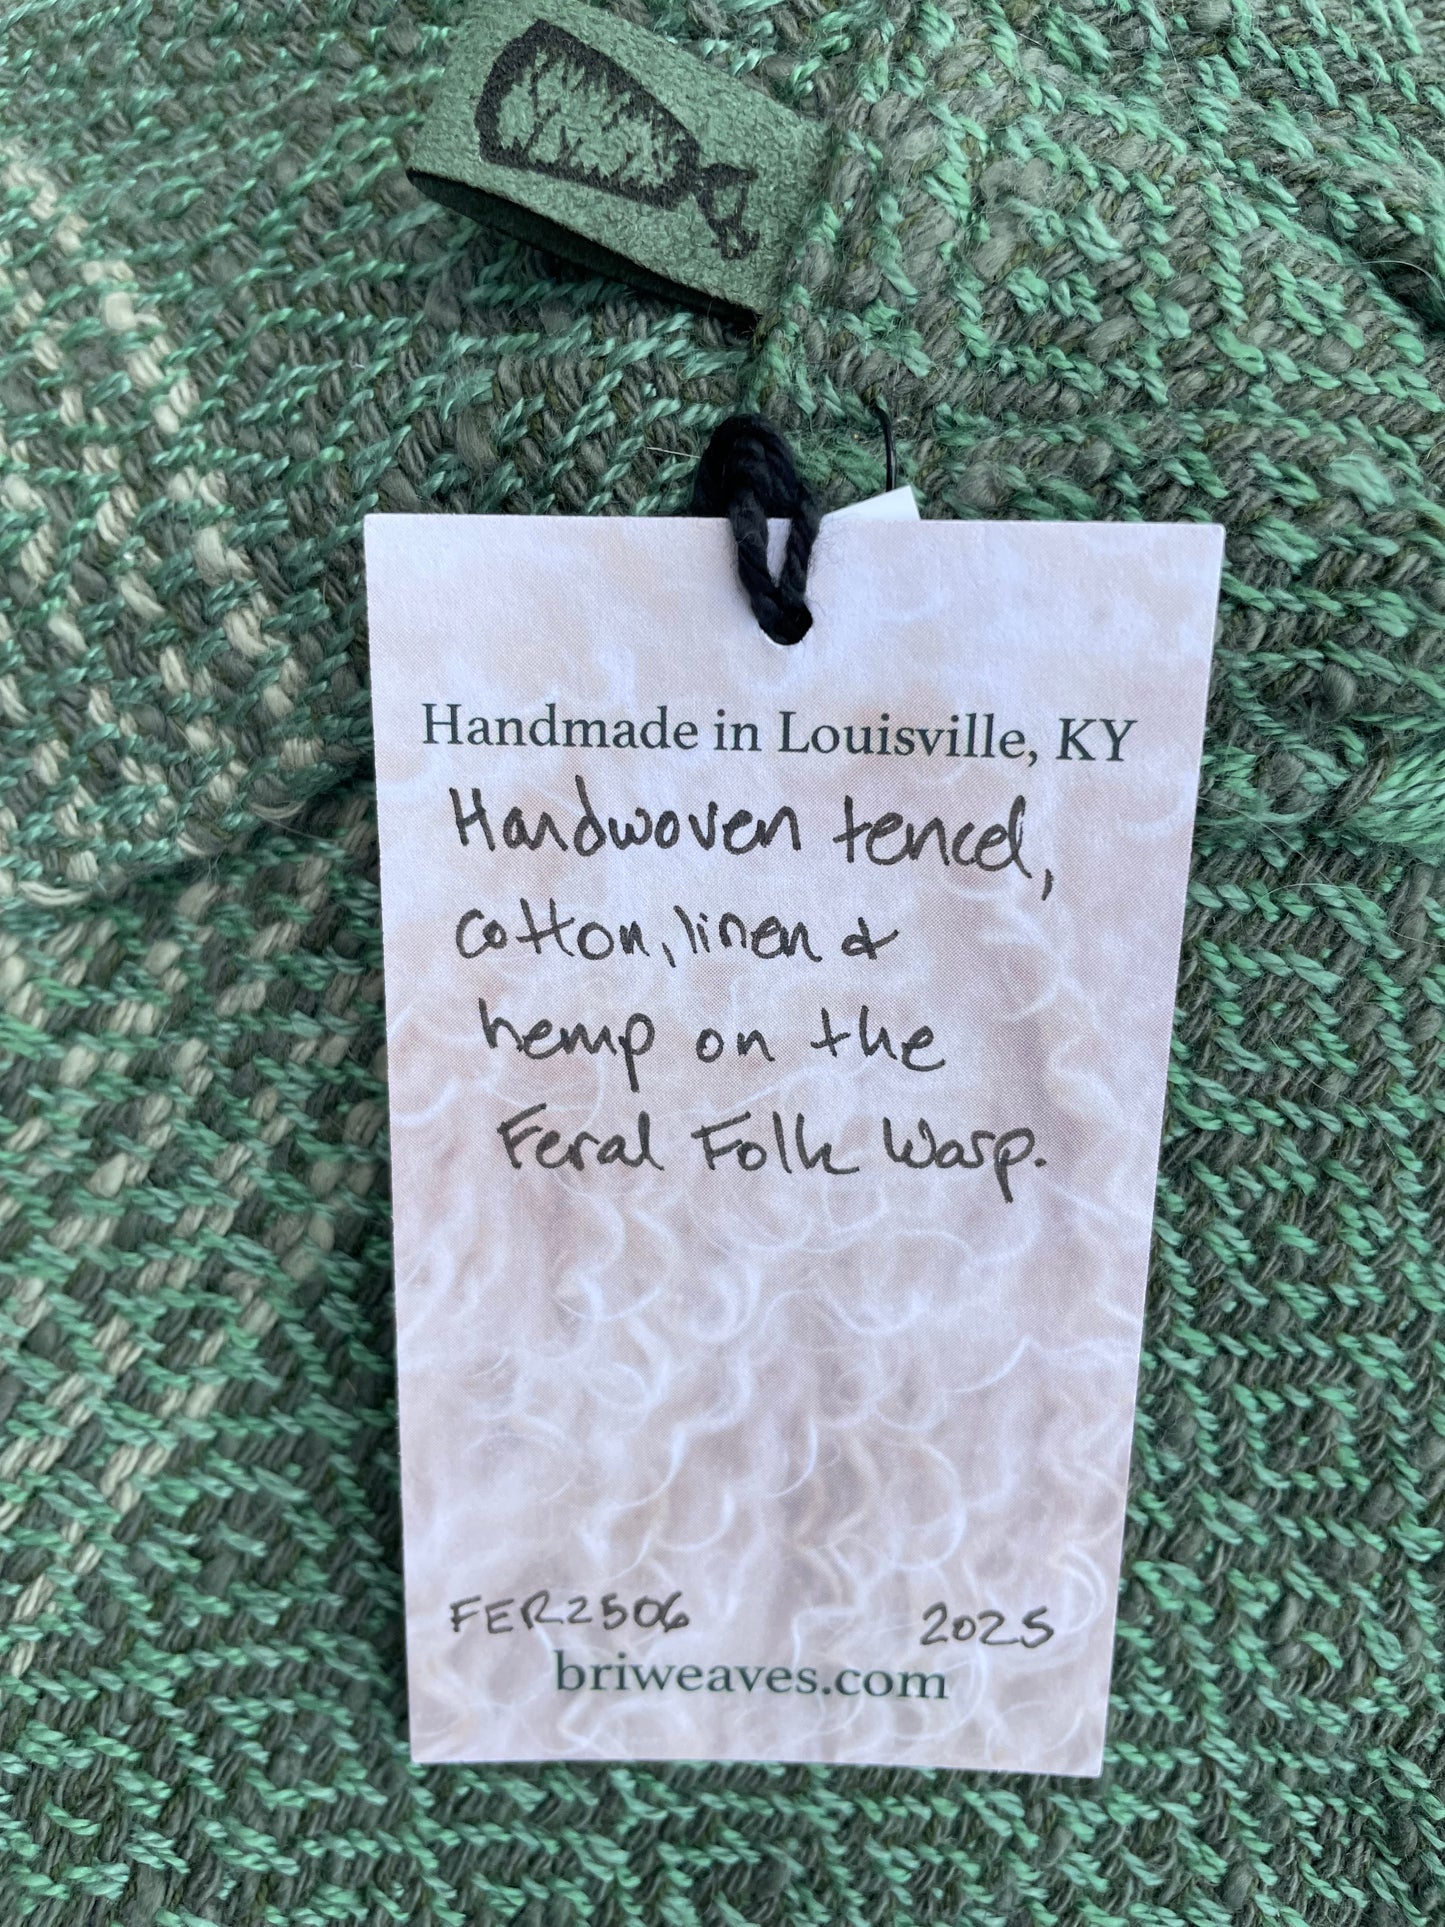 Handmade in Louisville, KY
Handwoven tencel,
cotton, linen &
hemp on the
Feral Folk Warp.
FER2506 2025
briweaves.com